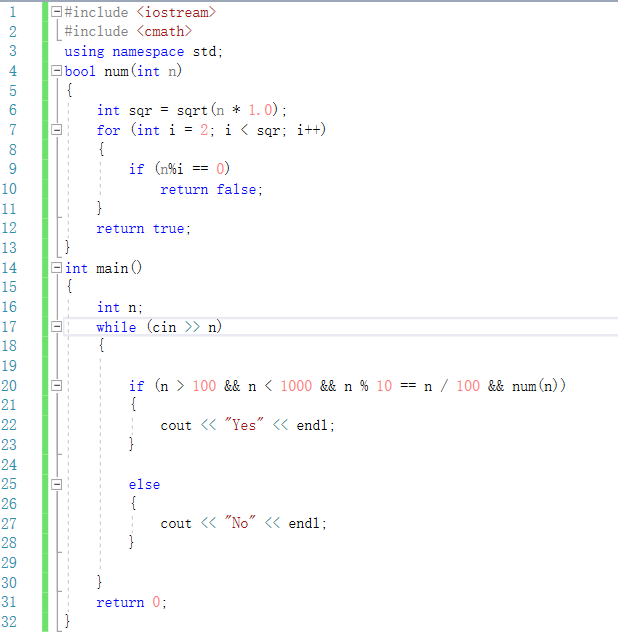 1 #include <iostream>
2 #include <cmath>
3 using namespace std;
4 bool num(int n)
5 {
6 int sqr = sqrt(n * 1.0);
7 for (int i = 2; i < sqr; i++)
8 {
9 if (n%i == 0)
10 return false;
11 }
12 return true;
13 }
14 int main()
15 {
16 int n;
17 while (cin >> n)
18 {
19
20 if (n > 100 && n < 1000 && n % 10 == n / 100 && num(n))
21 {
22 cout << "Yes" << endl;
23 }
24
25 else
26 {
27 cout << "No" << endl;
28 }
29
30 }
31 return 0;
32 }